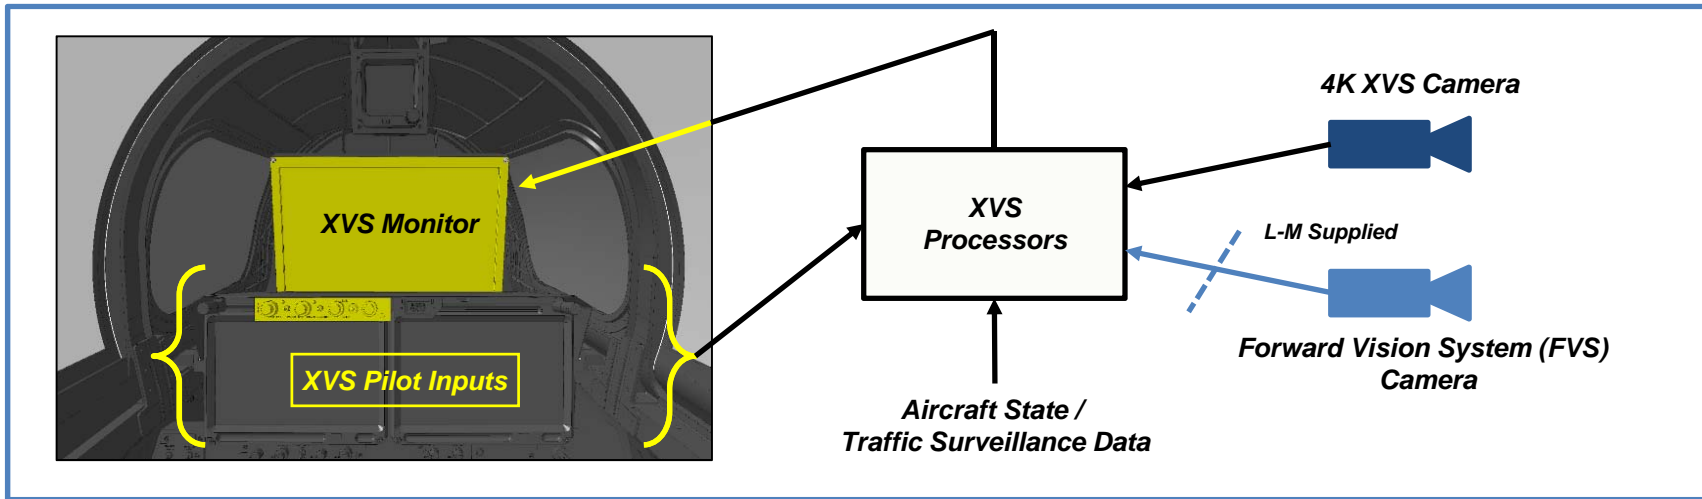 XVS Monitor
XVS Pilot Inputs
XVS
Processors
Aircraft State /
Traffic Surveillance Data
4K XVS Camera
L-M Supplied
Forward Vision System (FVS)
Camera